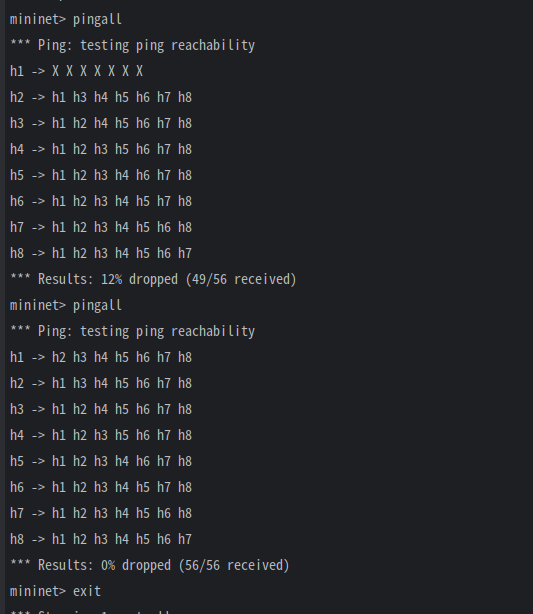 mininet> pingall
*** Ping: testing ping reachability
h1 -> X X X X X X X
h2 -> h1 h3 h4 h5 h6 h7 h8
h3 -> h1 h2 h4 h5 h6 h7 h8
h4 -> h1 h2 h3 h5 h6 h7 h8
h5 -> h1 h2 h3 h4 h6 h7 h8
h6 -> h1 h2 h3 h4 h5 h7 h8
h7 -> h1 h2 h3 h4 h5 h6 h8
h8 -> h1 h2 h3 h4 h5 h6 h7
*** Results: 12% dropped (49/56 received)
mininet> pingall
*** Ping: testing ping reachability
h1 -> h2 h3 h4 h5 h6 h7 h8
h2 -> h1 h3 h4 h5 h6 h7 h8
h3 -> h1 h2 h4 h5 h6 h7 h8
h4 -> h1 h2 h3 h5 h6 h7 h8
h5 -> h1 h2 h3 h4 h6 h7 h8
h6 -> h1 h2 h3 h4 h5 h7 h8
h7 -> h1 h2 h3 h4 h5 h6 h8
h8 -> h1 h2 h3 h4 h5 h6 h7
*** Results: 0% dropped (56/56 received)
mininet> exit